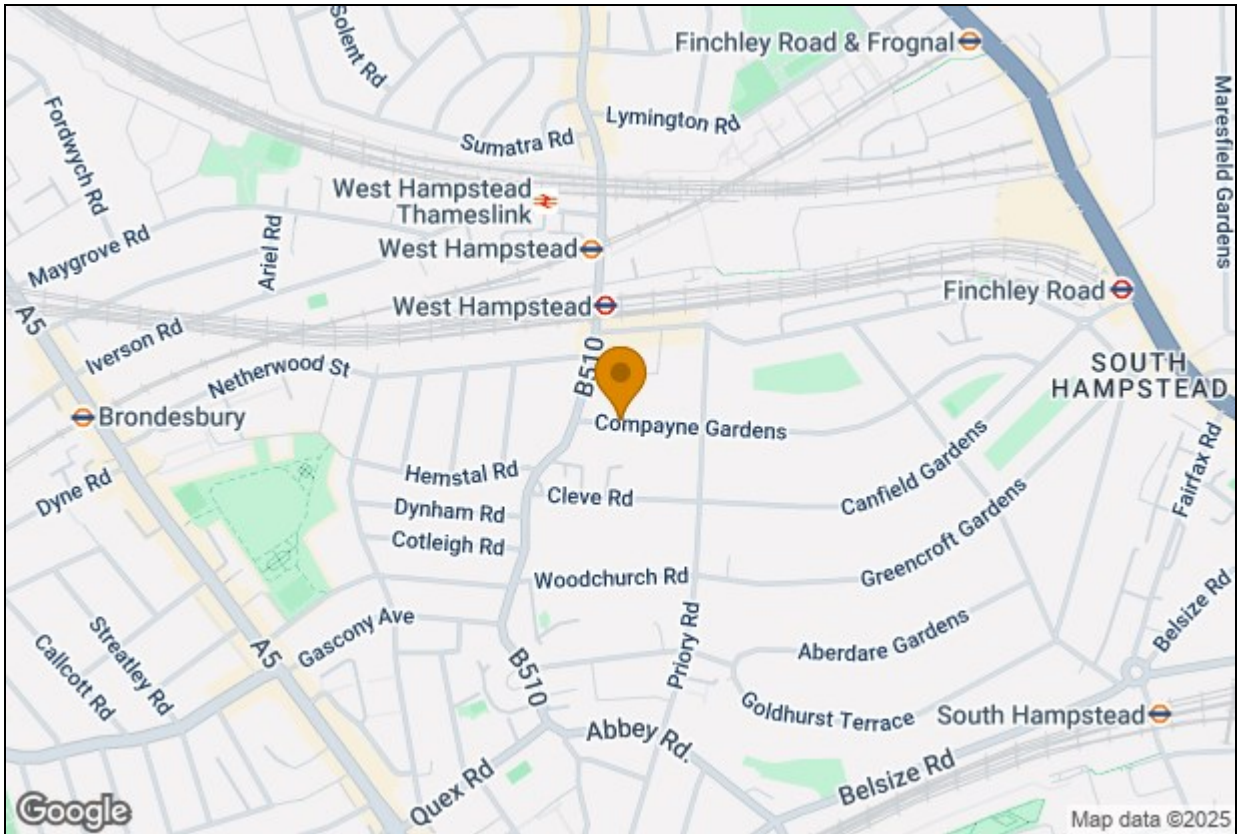 Solent Rd
Finchley Road & Frognal
Maresfield Gardens
Fordwych Rd
Sumatra Rd
Lymington Rd
West Hampstead
Thameslink
Maygrove Rd
Ariel Rd
West Hampstead
West Hampstead
Finchley Road
A5
Iverson Rd
Netherwood St
B510
SOUTH
HAMPSTEAD
Brondesbury
Compayne Gardens
Hemstal Rd
Dyne Rd
Dynham Rd
Cleve Rd
Canfield Gardens
Fairfax Rd
Cotleigh Rd
Greencroft Gardens
Woodchurch Rd
Belsize Rd
Streatley Rd
Callcott Rd
A5
Gascony Ave
B510
Priory Rd
Aberdare Gardens
Goldhurst Terrace
South Hampstead
Abbey Rd.
Quex Rd
Belsize Rd
Google
Map data ©2025